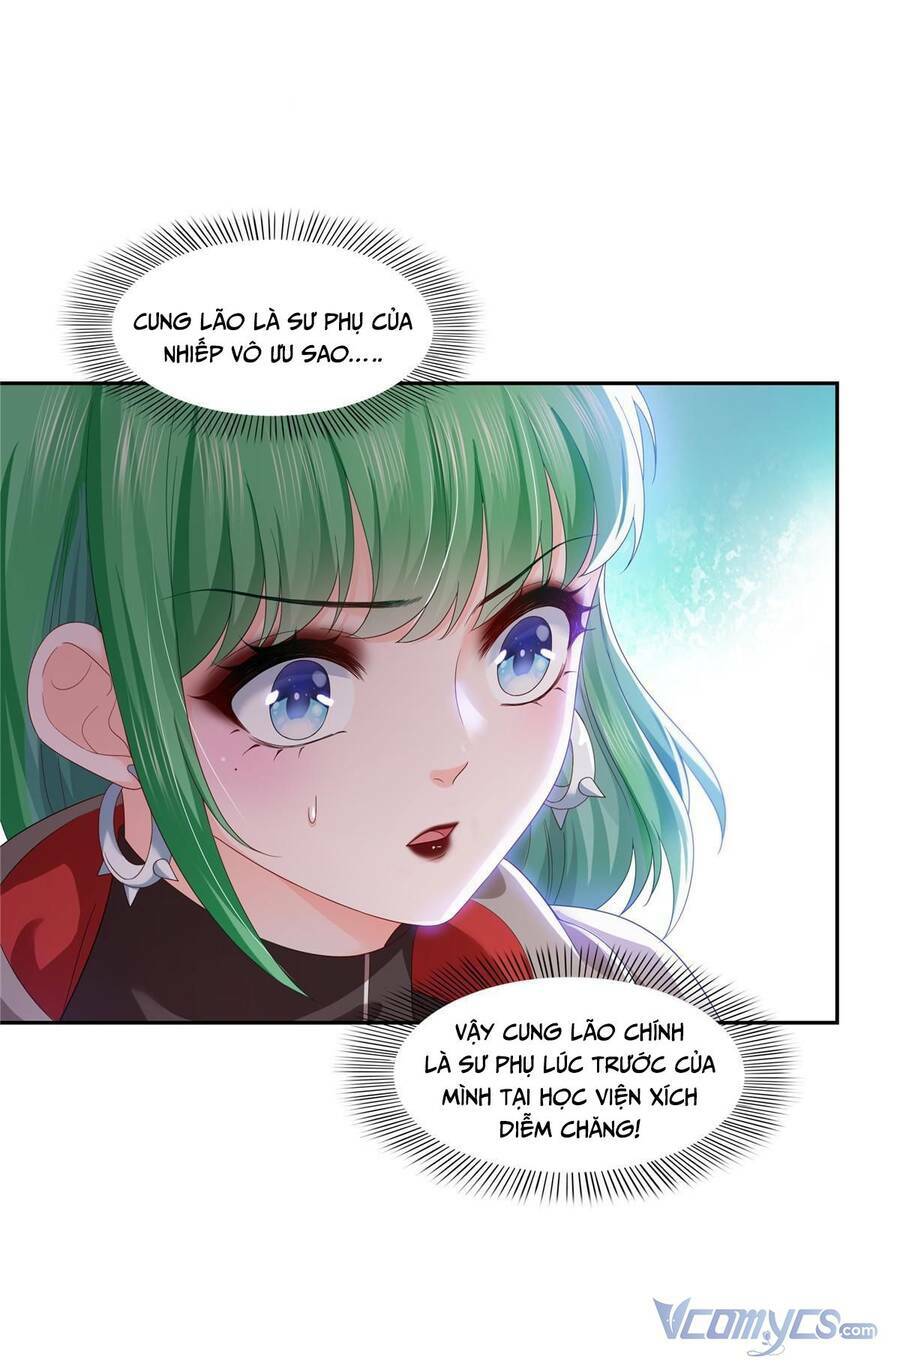 CUNG LÃO LÀ SƯ PHỤ CỦA
NHIẾP VÔ ƯU SAO.....
VẬY CUNG LÃO CHÍNH
LÀ SƯ PHỤ LÚC TRƯỚC CỦA
MÌNH TẠI HỌC VIỆN XÍCH
DIỄM CHĂNG!
VCOMYCS.com